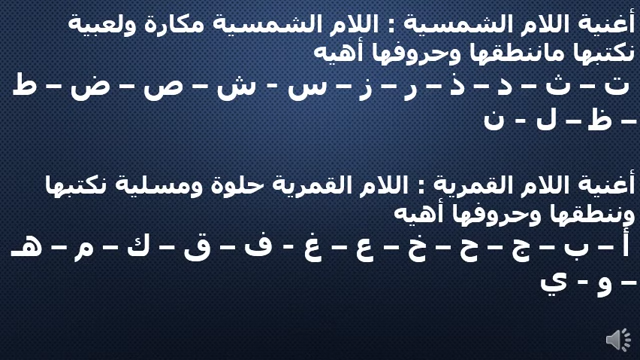 أغنية اللام الشمسية : اللام الشمسية مكارة ولعبية
نكتبها ماننطقها وحروفها أهيه
ت – ث – د – ذ – ر – ز – س - ش – ص – ض – ط
– ظ – ل - ن
أغنية اللام القمرية : اللام القمرية حلوة ومسلية نكتبها
وننطقها وحروفها أهيه
أ – ب – ج – ح – خ – ع – غ - ف – ق – ك – م – هـ
– و - ي